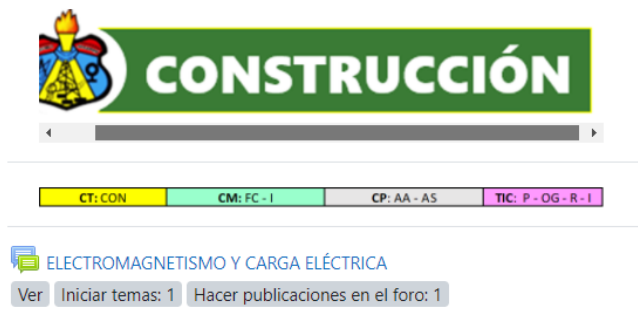 CONSTRUCCIÓN
CT: CON CM: FC - I CP: AA - AS TIC: P - OG - R - I
ELECTROMAGNETISMO Y CARGA ELÉCTRICA
Ver Iniciar temas: 1 Hacer publicaciones en el foro: 1